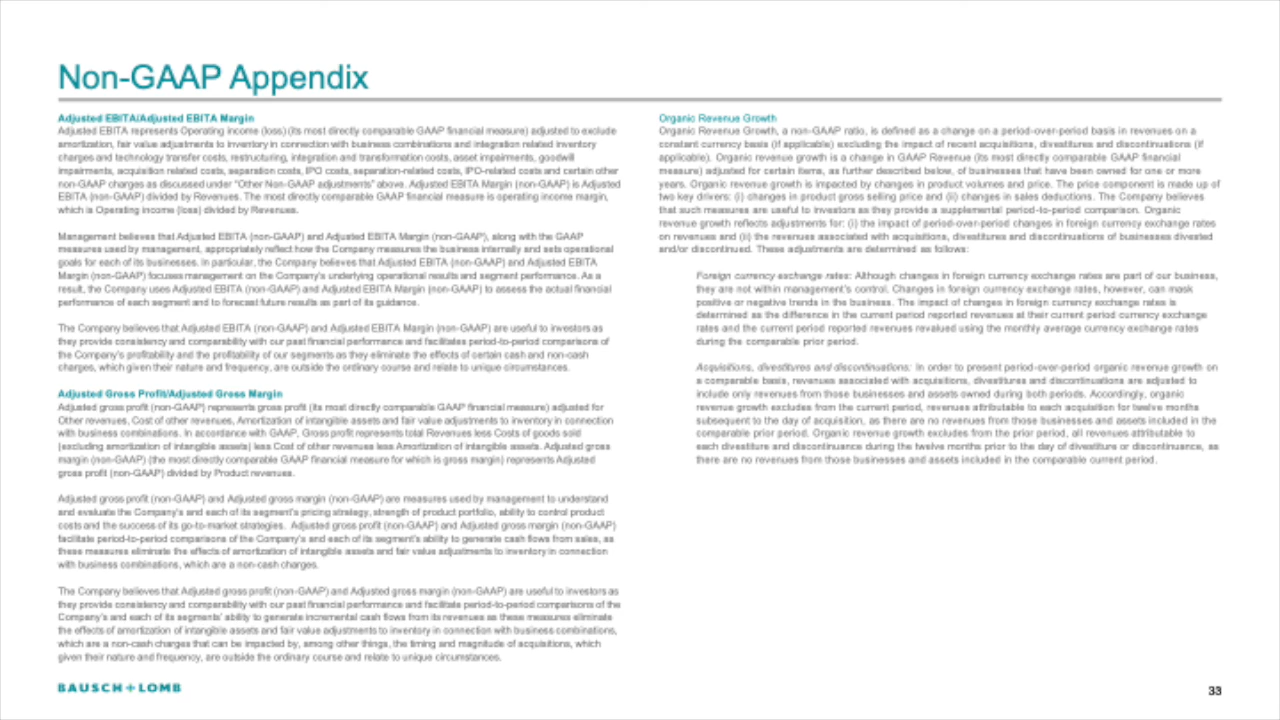 Non-GAAP Appendix
Adjusted EBITA/Adjusted EBITA Margin
Adjusted EBITA represents Operating income (loss) (its most directly comparable GAAP financial measure) adjusted to exclude
amortization, fair value adjustments to inventory in connection with business combinations and integration related inventory
charges and technology transfer costs, restructuring, integration and transformation costs, asset impairments, goodwill
impairments, acquisition related costs, separation costs, IPO costs, separation-related costs, IPO-related costs and certain other
non-GAAP charges as discussed under "Other Non-GAAP adjustments" above. Adjusted EBITA Margin (non-GAAP) is Adjusted
EBITA (non-GAAP) divided by Revenues. The most directly comparable GAAP financial measure is operating income margin,
which is Operating income (loss) divided by Revenues.
Management believes that Adjusted EBITA (non-GAAP) and Adjusted EBITA Margin (non-GAAP), along with the GAAP
measures used by management, appropriately reflect how the Company measures the business internally and sets operational
goals for each of its businesses. In particular, the Company believes that Adjusted EBITA (non-GAAP) and Adjusted EBITA
Margin (non-GAAP) focuses management on the Company's underlying operational results and segment performance. As a
result, the Company uses Adjusted EBITA (non-GAAP) and Adjusted EBITA Margin (non-GAAP) to assess the actual financial
performance of each segment and to forecast future results as part of its guidance.
The Company believes that Adjusted EBITA (non-GAAP) and Adjusted EBITA Margin (non-GAAP) are useful to investors as
they provide consistency and comparability with our past financial performance and facilitates period-to-period comparisons of
the Company's profitability and the profitability of our segments as they eliminate the effects of certain cash and non-cash
charges, which given their nature and frequency, are outside the ordinary course and relate to unique circumstances.
Adjusted Gross Profit/Adjusted Gross Margin
Adjusted gross profit (non-GAAP) represents gross profit (its most directly comparable GAAP financial measure) adjusted for
Other revenues, Cost of other revenues, Amortization of intangible assets and fair value adjustments to inventory in connection
with business combinations. In accordance with GAAP, Gross profit represents total Revenues less Costs of goods sold
(excluding amortization of intangible assets) less Cost of other revenues less Amortization of intangible assets. Adjusted gross
margin (non-GAAP) (the most directly comparable GAAP financial measure for which is gross margin) represents Adjusted
gross profit (non-GAAP) divided by Product revenues.
Adjusted gross profit (non-GAAP) and Adjusted gross margin (non-GAAP) are measures used by management to understand
and evaluate the Company's and each of its segment's pricing strategy, strength of product portfolio, ability to control product
costs and the success of its go-to-market strategies. Adjusted gross profit (non-GAAP) and Adjusted gross margin (non-GAAP)
facilitate period-to-period comparisons of the Company's and each of its segment's ability to generate cash flows from sales, as
these measures eliminate the effects of amortization of intangible assets and fair value adjustments to inventory in connection
with business combinations, which are a non-cash charges.
The Company believes that Adjusted gross profit (non-GAAP) and Adjusted gross margin (non-GAAP) are useful to investors as
they provide consistency and comparability with our past financial performance and facilitate period-to-period comparisons of the
Company's and each of its segments' ability to generate incremental cash flows from its revenues as these measures eliminate
the effects of amortization of intangible assets and fair value adjustments to inventory in connection with business combinations,
which are a non-cash charges that can be impacted by, among other things, the timing and magnitude of acquisitions, which
given their nature and frequency, are outside the ordinary course and relate to unique circumstances.
Organic Revenue Growth
Organic Revenue Growth, a non-GAAP ratio, is defined as a change on a period-over-period basis in revenues on a
constant currency basis (if applicable) excluding the impact of recent acquisitions, divestitures and discontinuations (if
applicable). Organic revenue growth is a change in GAAP Revenue (its most directly comparable GAAP financial
measure) adjusted for certain items, as further described below, of businesses that have been owned for one or more
years. Organic revenue growth is impacted by changes in product volumes and price. The price component is made up of
two key drivers: (i) changes in product gross selling price and (ii) changes in sales deductions. The Company believes
that such measures are useful to investors as they provide a supplemental period-to-period comparison. Organic
revenue growth reflects adjustments for: (i) the impact of period-over-period changes in foreign currency exchange rates
on revenues and (ii) the revenues associated with acquisitions, divestitures and discontinuations of businesses divested
and/or discontinued. These adjustments are determined as follows:
Foreign currency exchange rates: Although changes in foreign currency exchange rates are part of our business,
they are not within management's control. Changes in foreign currency exchange rates, however, can mask
positive or negative trends in the business. The impact of changes in foreign currency exchange rates is
determined as the difference in the current period reported revenues at their current period currency exchange
rates and the current period reported revenues revalued using the monthly average currency exchange rates
during the comparable prior period.
Acquisitions, divestitures and discontinuations: In order to present period-over-period organic revenue growth on
a comparable basis, revenues associated with acquisitions, divestitures and discontinuations are adjusted to
include only revenues from those businesses and assets owned during both periods. Accordingly, organic
revenue growth excludes from the current period, revenues attributable to each acquisition for twelve months
subsequent to the day of acquisition, as there are no revenues from those businesses and assets included in the
comparable prior period. Organic revenue growth excludes from the prior period, all revenues attributable to
each divestiture and discontinuance during the twelve months prior to the day of divestiture or discontinuance, as
there are no revenues from those businesses and assets included in the comparable current period.
BAUSCH + LOMB
33